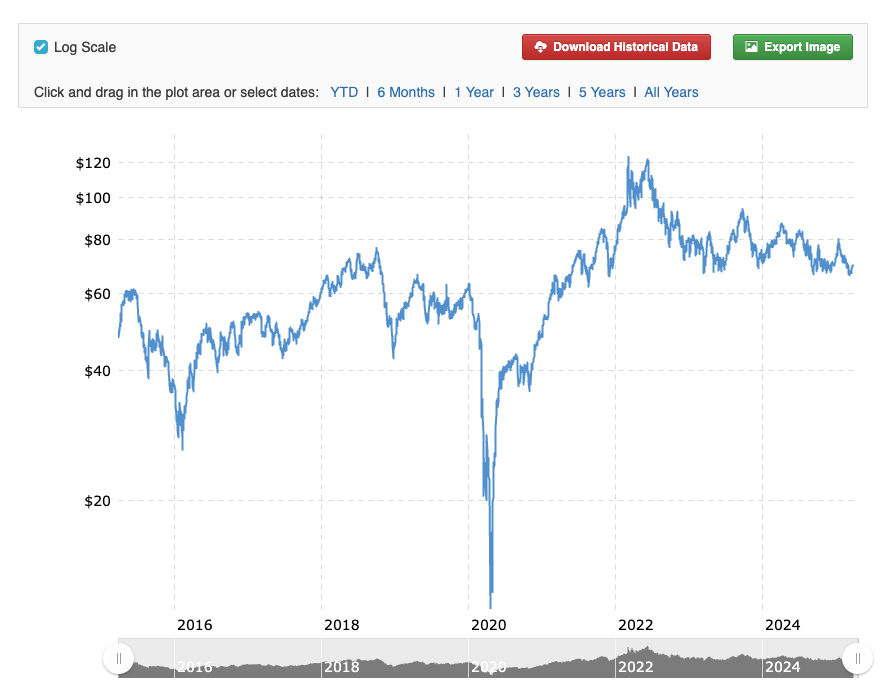 Log Scale
Download Historical Data
Export Image
Click and drag in the plot area or select dates: YTD | 6 Months | 1 Year | 3 Years | 5 Years | All Years
$120
$100
$80
$60
$40
$20
2016 2018 2020 2022 2024
2016 2018 2020 2022 2024